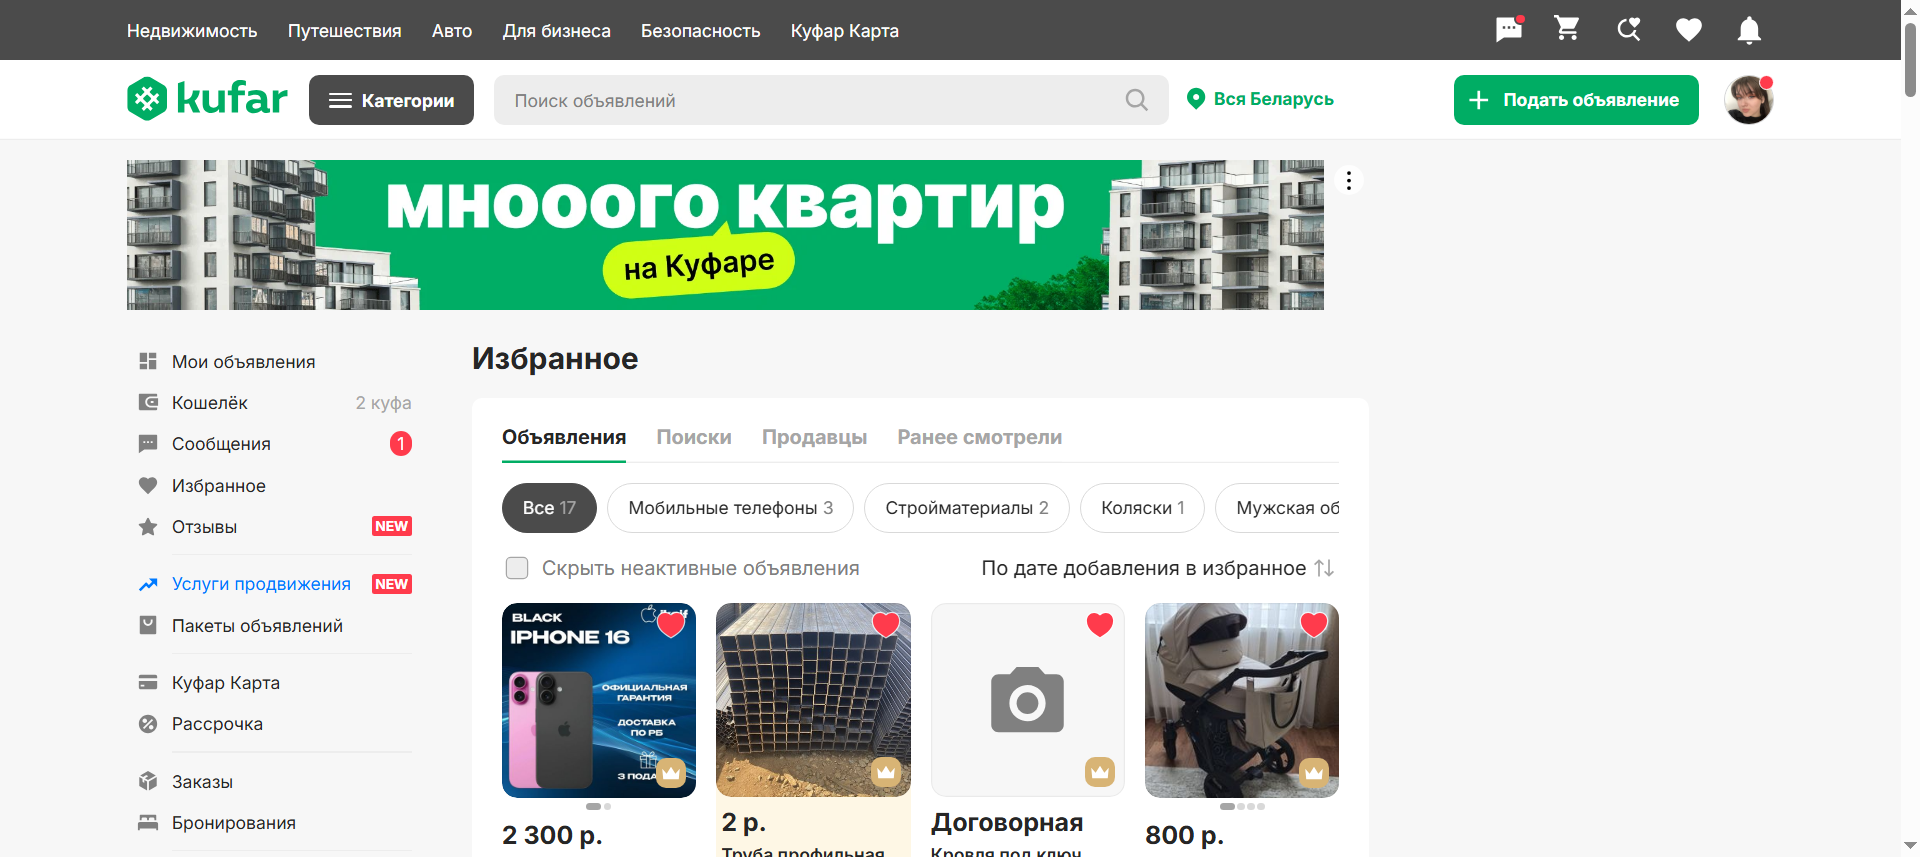 Недвижимость Путешествия Авто Для бизнеса Безопасность Куфар Карта
kufar
Категории
Поиск объявлений
Вся Беларусь
Подать объявление
мнооого квартир
на Куфаре
Мои объявления
Кошелёк 2 куфа
Сообщения 1
Избранное
Отзывы NEW
Услуги продвижения NEW
Пакеты объявлений
Куфар Карта
Рассрочка
Заказы
Бронирования
Избранное
Объявления Поиски Продавцы Ранее смотрели
Все 17 Мобильные телефоны 3 Стройматериалы 2 Коляски 1 Мужская об
Скрыть неактивные объявления
По дате добавления в избранное
BLACK
IPHONE 16
ОФИЦИАЛЬНАЯ
ГАРАНТИЯ
ДОСТАВКА
ПО РБ
3 ПОДА
2 300 р.
2 р.
Труба профильная
Договорная
Кровля под ключ
800 р.